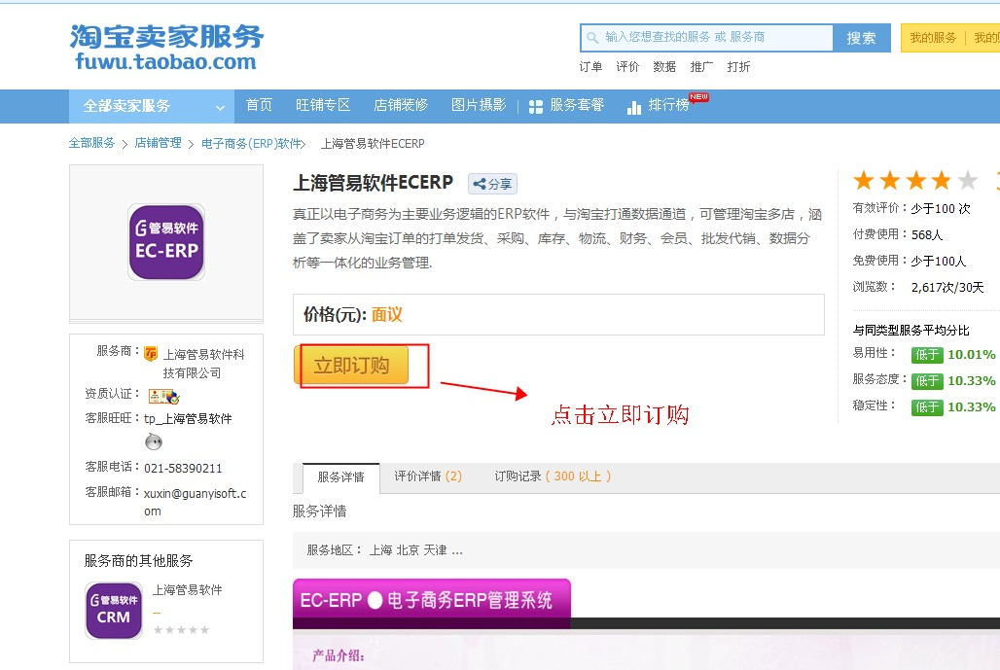 淘宝卖家服务
fuwu.taobao.com
输入您想查找的服务 或 服务商
搜索
我的服务
订单 评价 数据 推广 打折
全部卖家服务 首页 旺铺专区 店铺装修 图片摄影 服务套餐 排行榜 NEW
全部服务 > 店铺管理 > 电子商务(ERP)软件> 上海管易软件ECERP
管易软件
EC-ERP
上海管易软件ECERP 分享
真正以电子商务为主要业务逻辑的ERP软件，与淘宝打通数据通道，可管理淘宝多店，涵
盖了卖家从淘宝订单的打单发货、采购、库存、物流、财务、会员、批发代销、数据分
析等一体化的业务管理.
价格(元): 面议
立即订购
点击立即订购
有效评价：少于100 次
付费使用：568人
免费使用：少于100人
浏览数： 2,617次/30天
与同类型服务平均分比
易用性： 低于 10.01%
服务态度： 低于 10.33%
稳定性： 低于 10.33%
服务商： 上海管易软件科
技有限公司
资质认证：
客服旺旺：tp_上海管易软件
客服电话：021-58390211
客服邮箱：xuxin@guanyisoft.c
om
服务商的其他服务
管易软件
CRM
上海管易软件
--
服务详情 评价详情 (2) 订购记录 ( 300 以上 )
服务详情
服务地区： 上海 北京 天津 ...
EC-ERP 电子商务ERP管理系统
产品介绍: